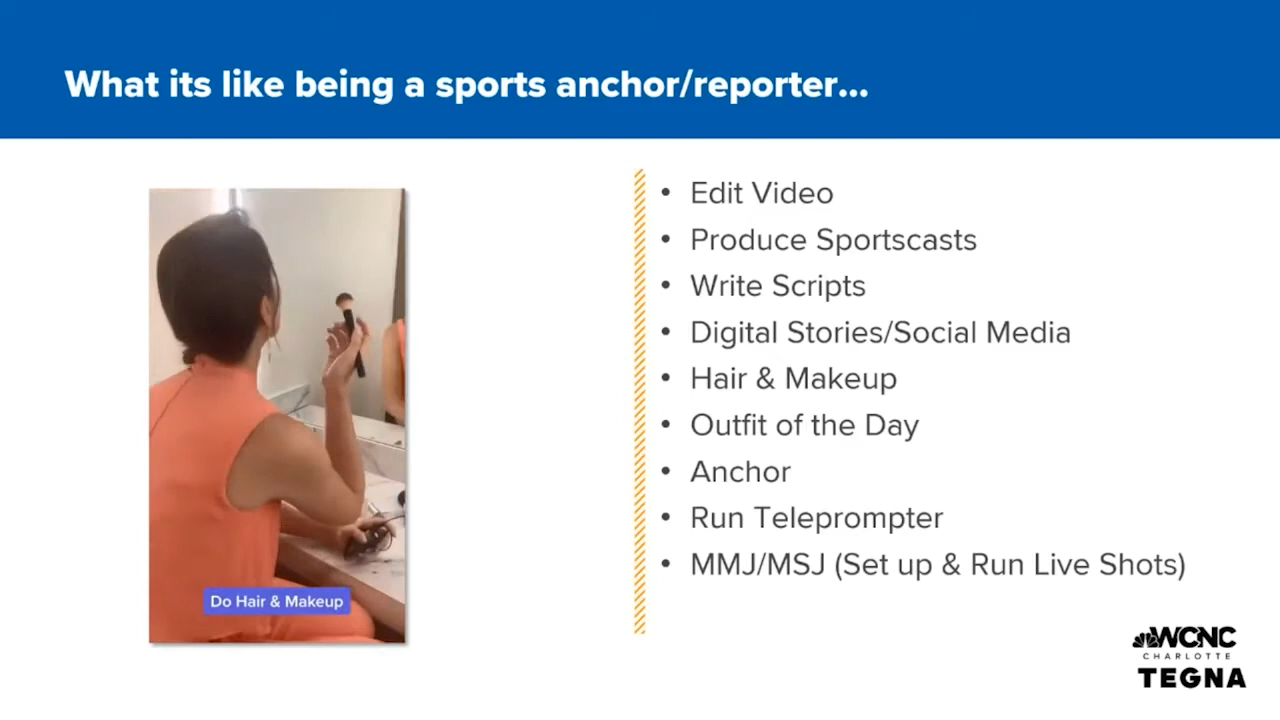 What its like being a sports anchor/reporter...
• Edit Video
• Produce Sportscasts
• Write Scripts
• Digital Stories/Social Media
• Hair & Makeup
• Outfit of the Day
• Anchor
• Run Teleprompter
• MMJ/MSJ (Set up & Run Live Shots)
Do Hair & Makeup
WCNC
CHARLOTTE
TEGNA